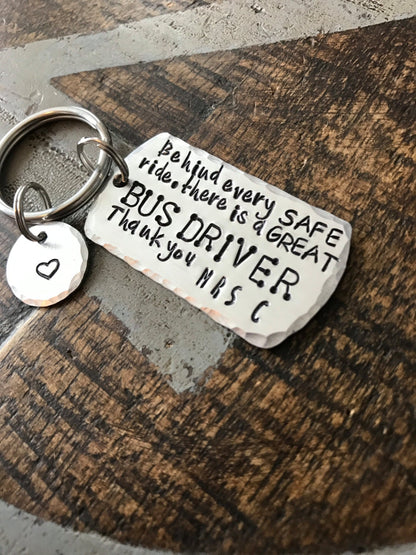 Behind every SAFE
ride.there is a GREAT
BUS DRIVER
Thank you MRS C